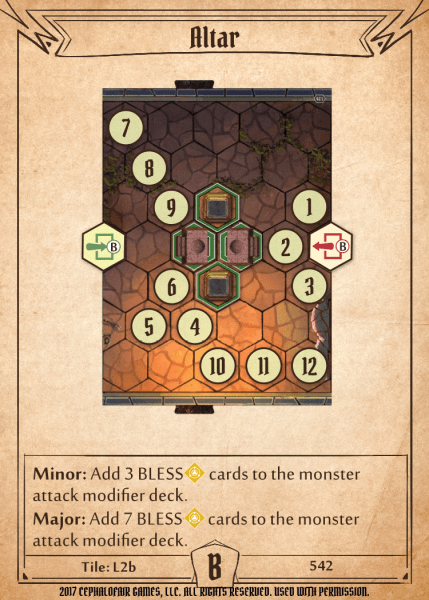 Altar
7
8
9
1
B
2
B
6
3
5
4
10
11
12
Minor: Add 3 BLESS cards to the monster
attack modifier deck.
Major: Add 7 BLESS cards to the monster
attack modifier deck.
Tile: L2b
B
542
2017 CEPHALOFAIR GAMES, LLC. ALL RIGHTS RESERVED. USED WITH PERMISSION.